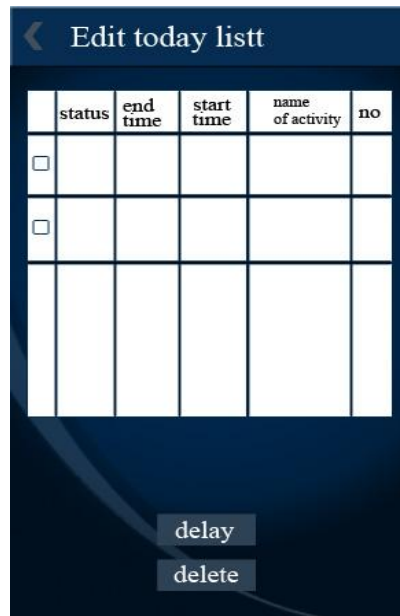 Edit today listt
status end time start time name of activity no
delay
delete